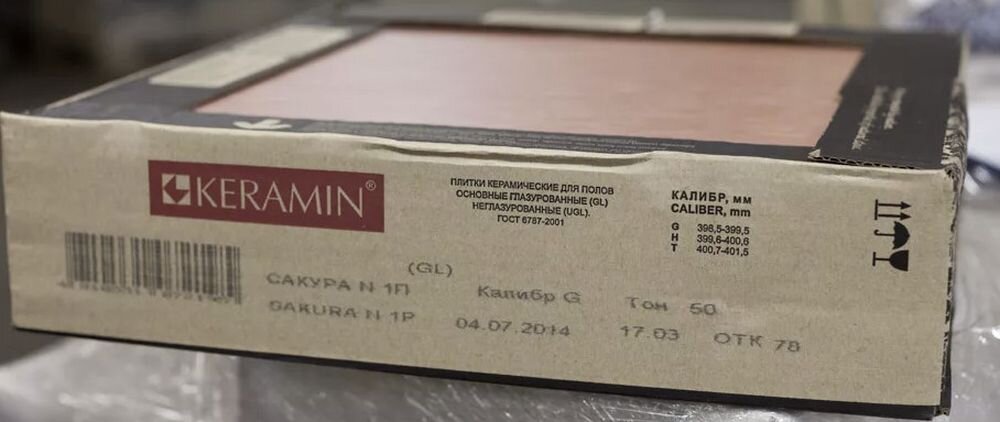 KERAMIN®
ПЛИТКИ КЕРАМИЧЕСКИЕ ДЛЯ ПОЛОВ
ОСНОВНЫЕ ГЛАЗУРОВАННЫЕ (GL)
НЕГЛАЗУРОВАННЫЕ (UGL).
ГОСТ 6787-2001
КАЛИБР, мм
CALIBER, mm
G 398,5-399,5
H 399,6-400,6
T 400,7-401,5
(GL)
САКУРА N 1П Калибр G Тон 50
SAKURA N 1P 04.07.2014 17.03 ОТК 78